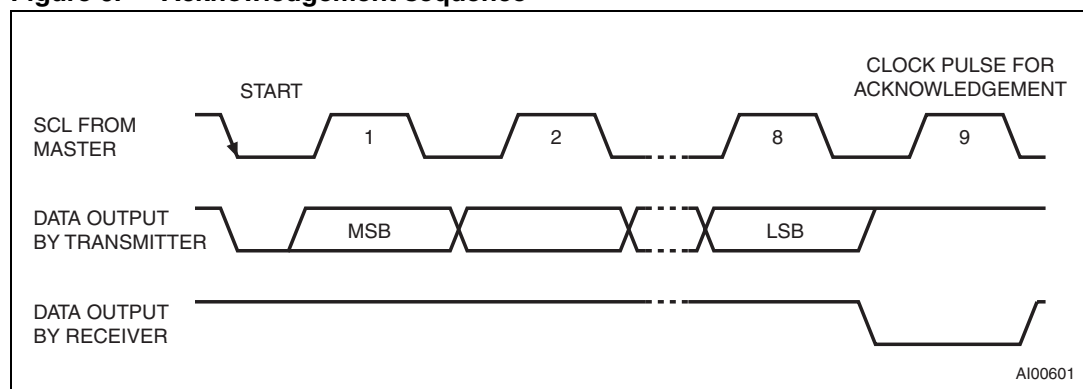 Figure 6. Acknowledgement sequence
CLOCK PULSE FOR
ACKNOWLEDGEMENT
START
SCL FROM
MASTER
1
2
8
9
DATA OUTPUT
BY TRANSMITTER
MSB
LSB
DATA OUTPUT
BY RECEIVER
AI00601